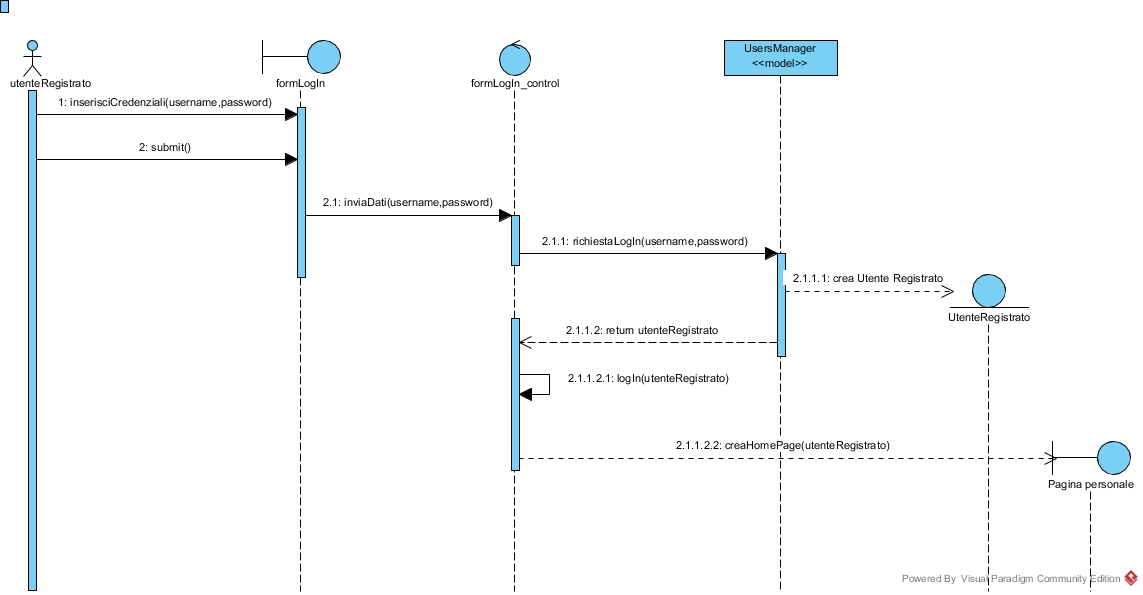 UsersManager
<<model>>
utenteRegistrato
formLogIn
formLogIn_control
1: inserisciCredenziali(username,password)
2: submit()
2.1: inviaDati(username,password)
2.1.1: richiestaLogIn(username,password)
2.1.1.1: crea Utente Registrato
UtenteRegistrato
2.1.1.2: return utenteRegistrato
2.1.1.2.1: logIn(utenteRegistrato)
2.1.1.2.2: creaHomePage(utenteRegistrato)
Pagina personale
Powered By Visual Paradigm Community Edition